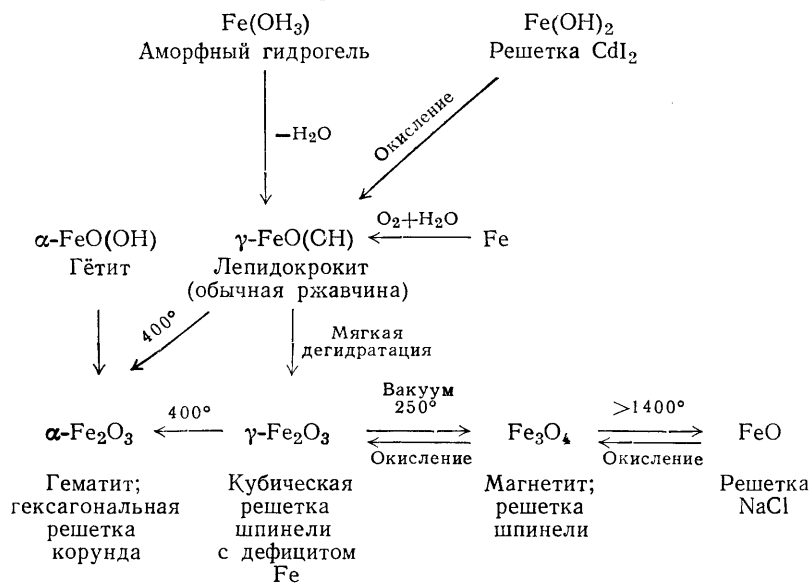 Fe(OH₃)
Аморфный гидрогель
Fe(OH)₂
Решетка CdI₂
Окисление
—H₂O
α-FeO(OH)
Гётит
γ-FeO(CH)
Лепидокрокит
(обычная ржавчина)
O₂+H₂O
Fe
400°
Мягкая
дегидратация
α-Fe₂O₃
400°
γ-Fe₂O₃
Вакуум
250°
Окисление
Fe₃O₄
>1400°
Окисление
FeO
Гематит;
гексагональная
решетка
корунда
Кубическая
решетка
шпинели
с дефицитом
Fe
Магнетит;
решетка
шпинели
Решетка
NaCl